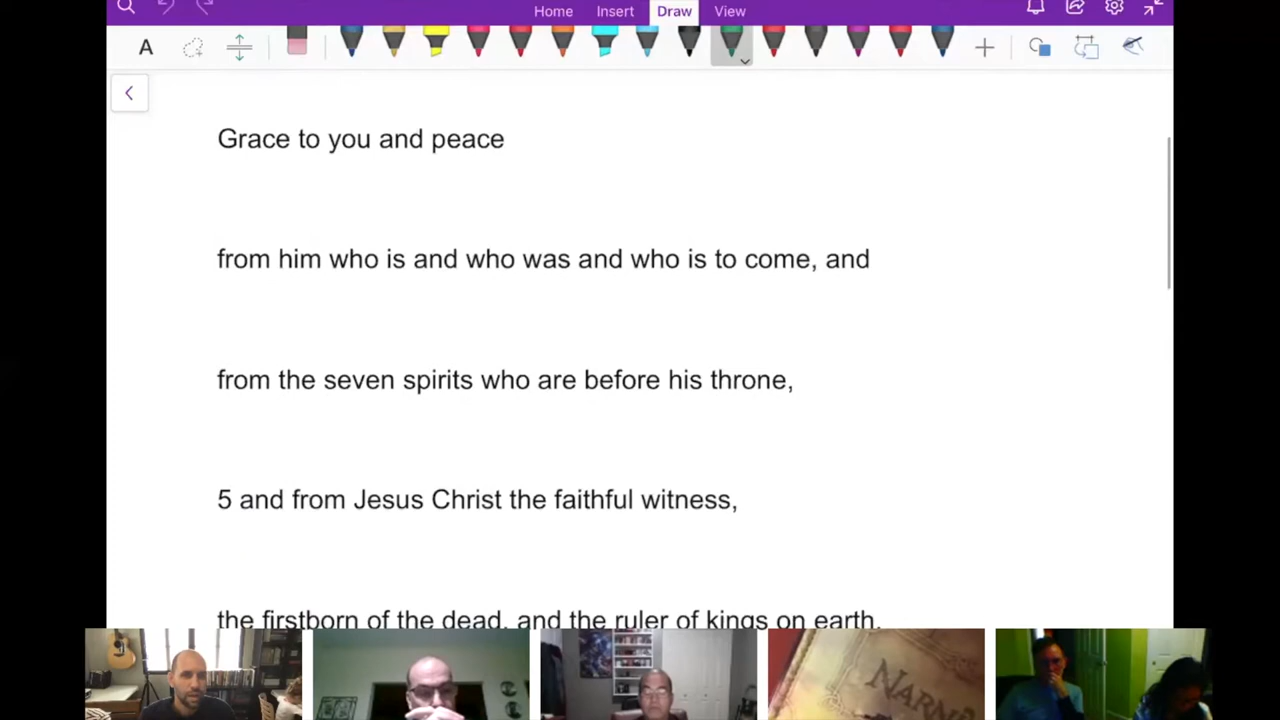 Home Insert Draw View
A
Grace to you and peace
from him who is and who was and who is to come, and
from the seven spirits who are before his throne,
5 and from Jesus Christ the faithful witness,
the firstborn of the dead, and the ruler of kings on earth.
NARNIA